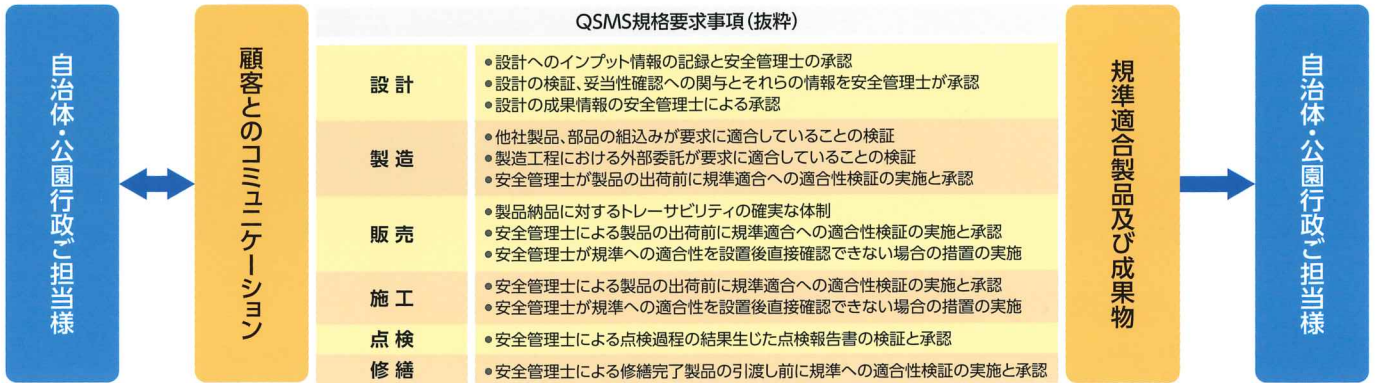 自治体・公園行政ご担当様
顧客とのコミュニケーション
QSMS規格要求事項(抜粋)
設計
●設計へのインプット情報の記録と安全管理士の承認
●設計の検証、妥当性確認への関与とそれらの情報を安全管理士が承認
●設計の成果情報の安全管理士による承認
製造
●他社製品、部品の組込みが要求に適合していることの検証
●製造工程における外部委託が要求に適合していることの検証
●安全管理士が製品の出荷前に規準適合への適合性検証の実施と承認
販売
●製品納品に対するトレーサビリティの確実な体制
●安全管理士による製品の出荷前に規準適合への適合性検証の実施と承認
●安全管理士が規準への適合性を設置後直接確認できない場合の措置の実施
施工
●安全管理士による製品の出荷前に規準適合への適合性検証の実施と承認
●安全管理士が規準への適合性を設置後直接確認できない場合の措置の実施
点検
●安全管理士による点検過程の結果生じた点検報告書の検証と承認
修繕
●安全管理士による修繕完了製品の引渡し前に規準への適合性検証の実施と承認
規準適合製品及び成果物
自治体・公園行政ご担当様